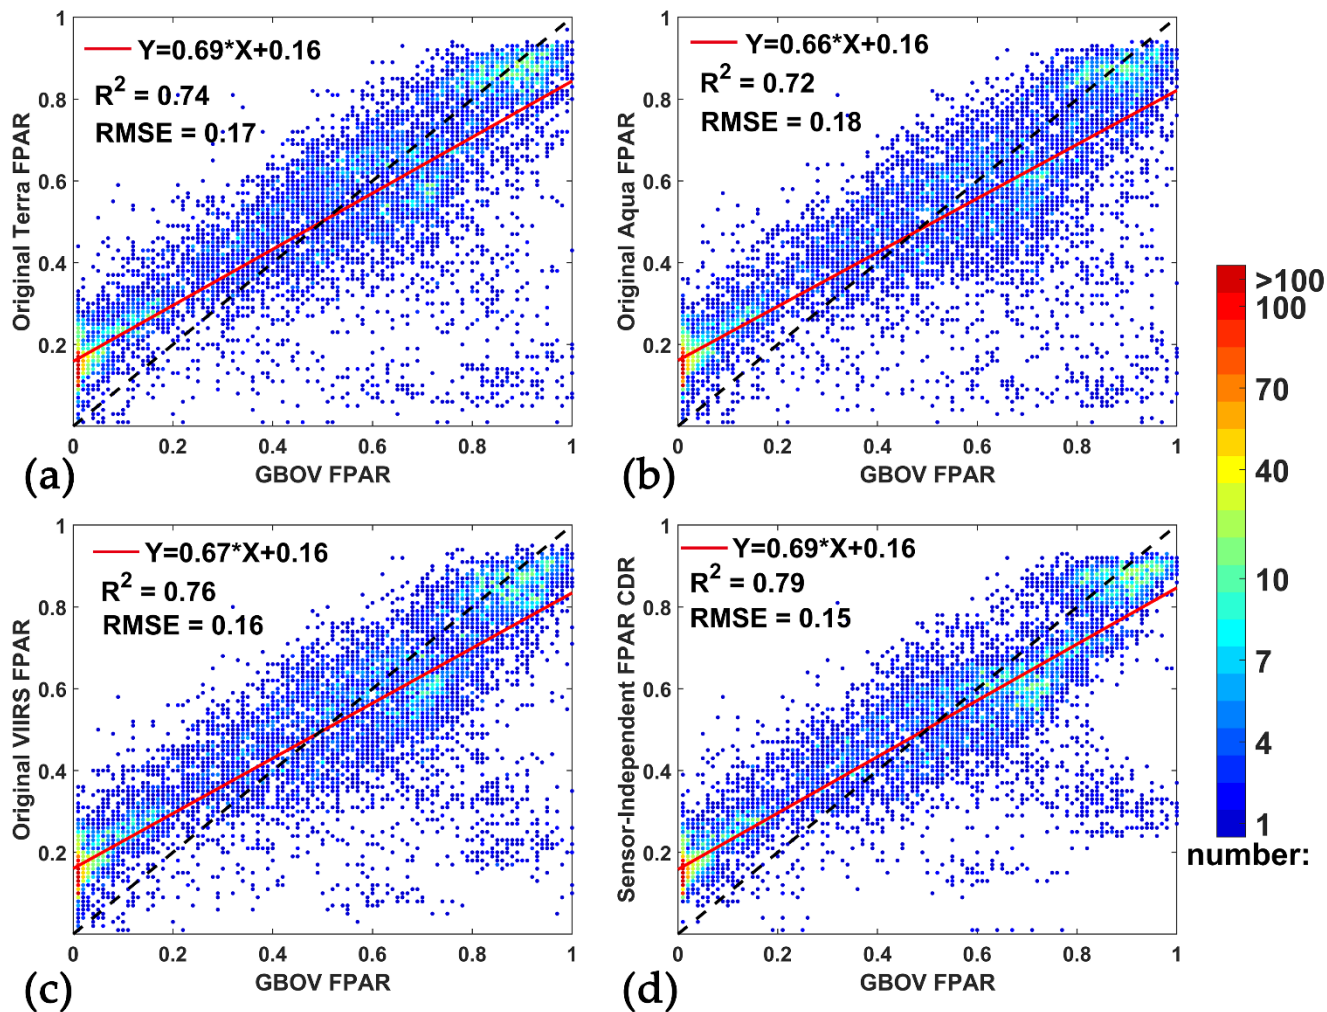 Y=0.69*X+0.16
R² = 0.74
RMSE = 0.17
Original Terra FPAR
1
0.8
0.6
0.4
0.2
0
0.2
0.4
0.6
0.8
1
GBOV FPAR
(a)
Y=0.66*X+0.16
R² = 0.72
RMSE = 0.18
Original Aqua FPAR
1
0.8
0.6
0.4
0.2
0
0.2
0.4
0.6
0.8
1
GBOV FPAR
(b)
Y=0.67*X+0.16
R² = 0.76
RMSE = 0.16
Original VIIRS FPAR
1
0.8
0.6
0.4
0.2
0
0.2
0.4
0.6
0.8
1
GBOV FPAR
(c)
Y=0.69*X+0.16
R² = 0.79
RMSE = 0.15
Sensor-Independent FPAR CDR
1
0.8
0.6
0.4
0.2
0
0.2
0.4
0.6
0.8
1
GBOV FPAR
(d)
>100
100
70
40
10
7
4
1
number: